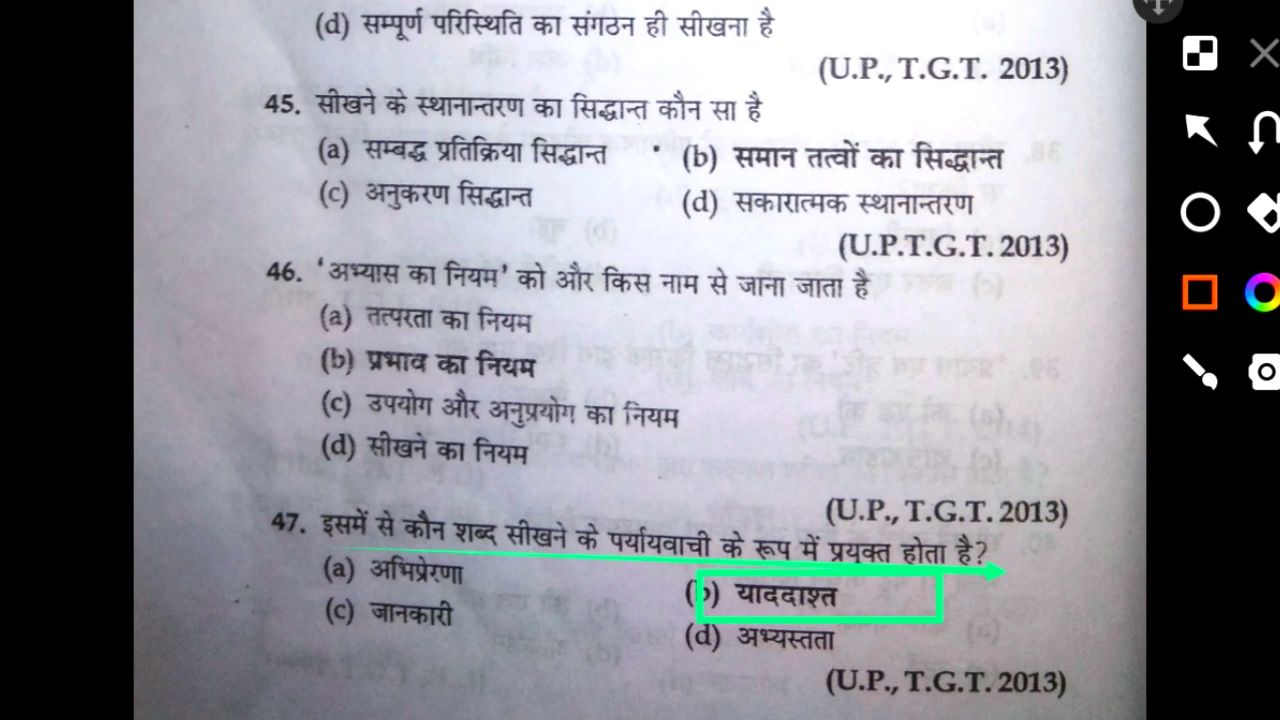 (d) सम्पूर्ण परिस्थिति का संगठन ही सीखना है
(U.P., T.G.T. 2013)
45. सीखने के स्थानान्तरण का सिद्धान्त कौन सा है
(a) सम्बद्ध प्रतिक्रिया सिद्धान्त (b) समान तत्वों का सिद्धान्त
(c) अनुकरण सिद्धान्त (d) सकारात्मक स्थानान्तरण
(U.P.T.G.T. 2013)
46. 'अभ्यास का नियम' को और किस नाम से जाना जाता है
(a) तत्परता का नियम
(b) प्रभाव का नियम
(c) उपयोग और अनुप्रयोग का नियम
(d) सीखने का नियम
(U.P., T.G.T. 2013)
47. इसमें से कौन शब्द सीखने के पर्यायवाची के रूप में प्रयुक्त होता है?
(a) अभिप्रेरणा (b) याददाश्त
(c) जानकारी (d) अभ्यस्तता
(U.P., T.G.T. 2013)